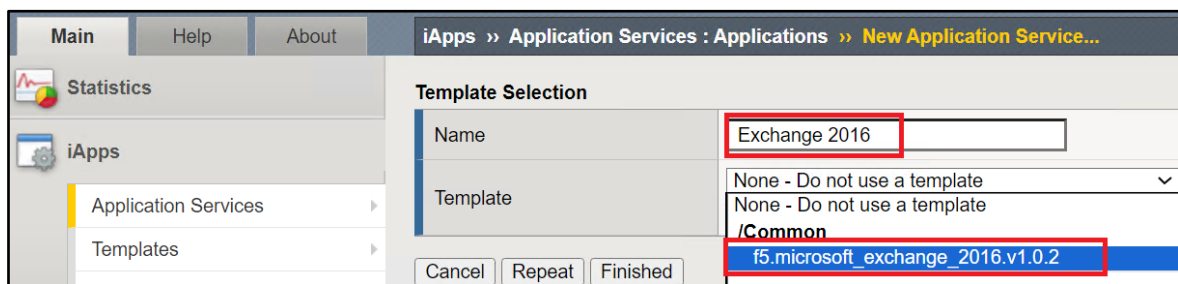 Main
Help
About
iApps ›› Application Services : Applications ›› New Application Service...
Statistics
iApps
Application Services
Templates
Template Selection
Name
Exchange 2016
Template
None - Do not use a template
None - Do not use a template
/Common
f5.microsoft_exchange_2016.v1.0.2
Cancel
Repeat
Finished